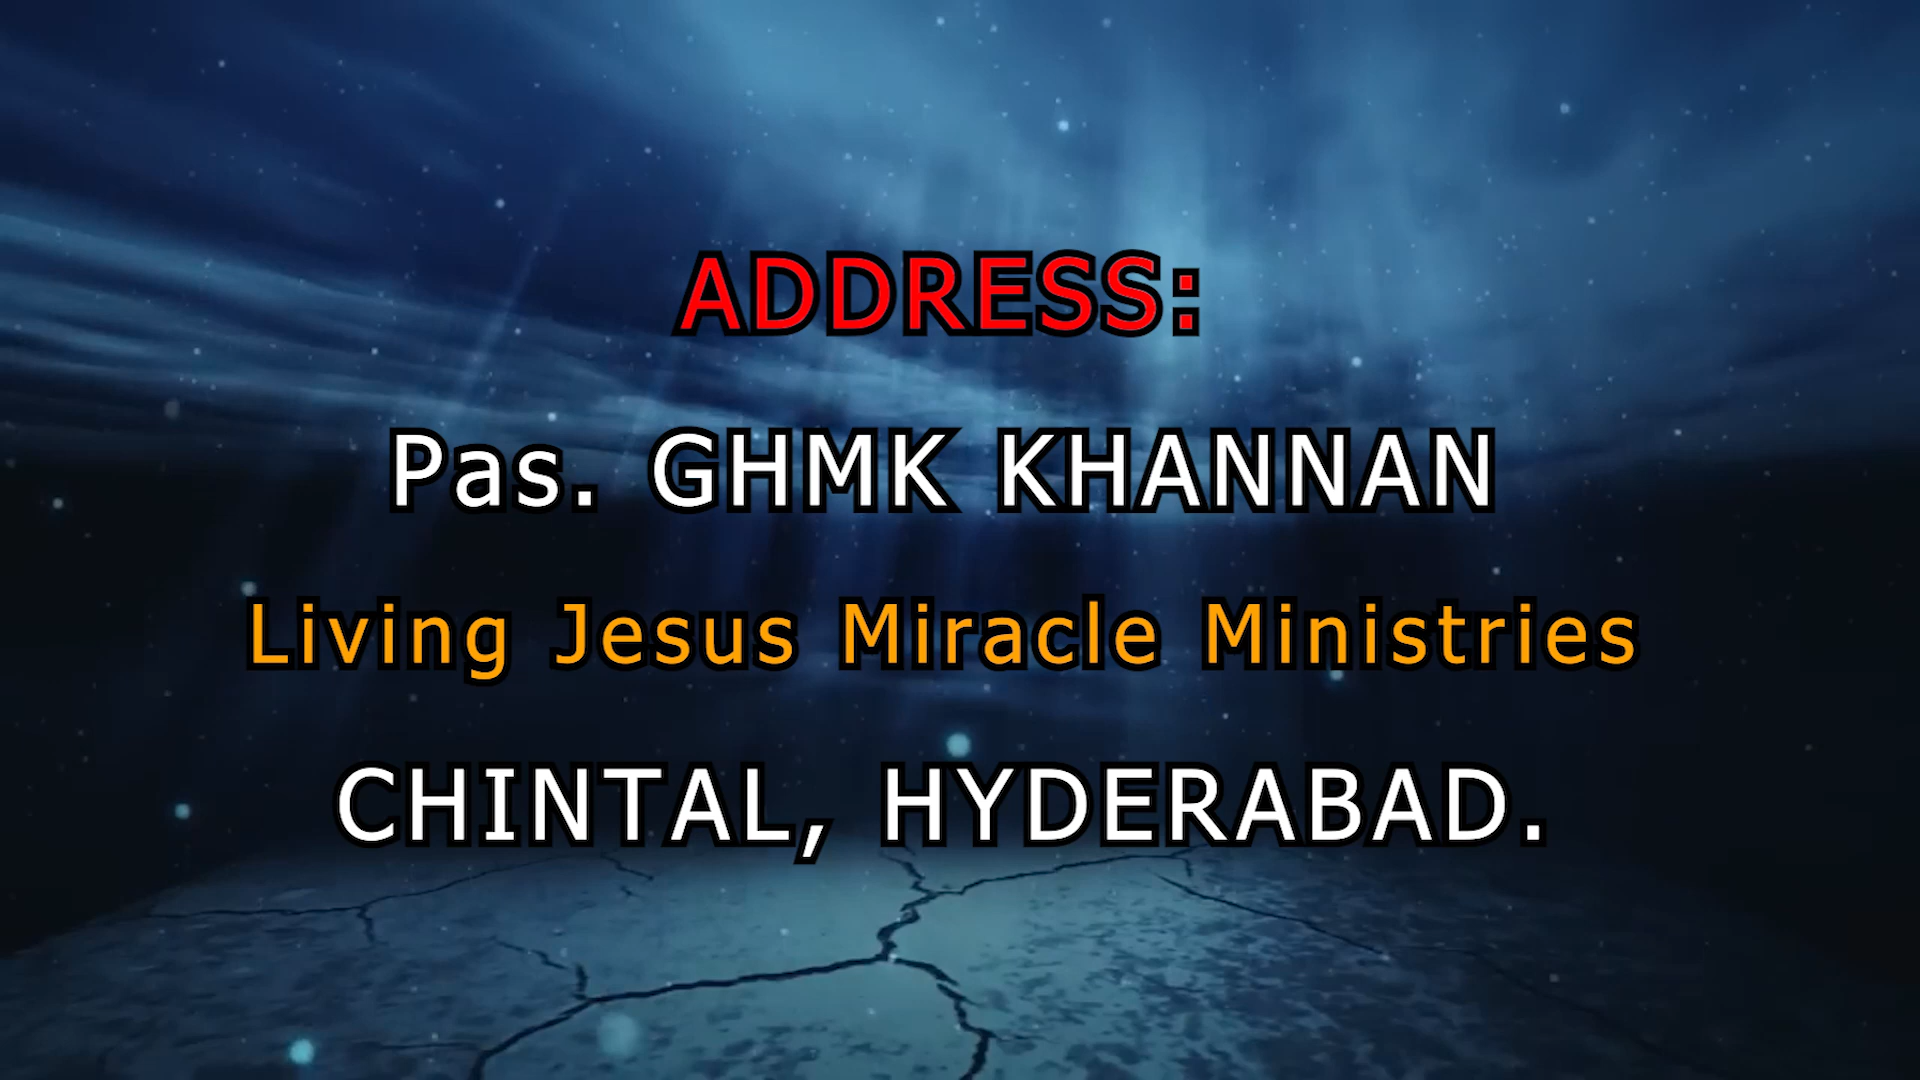 ADDRESS:
Pas. GHMK KHANNAN
Living Jesus Miracle Ministries
CHINTAL, HYDERABAD.